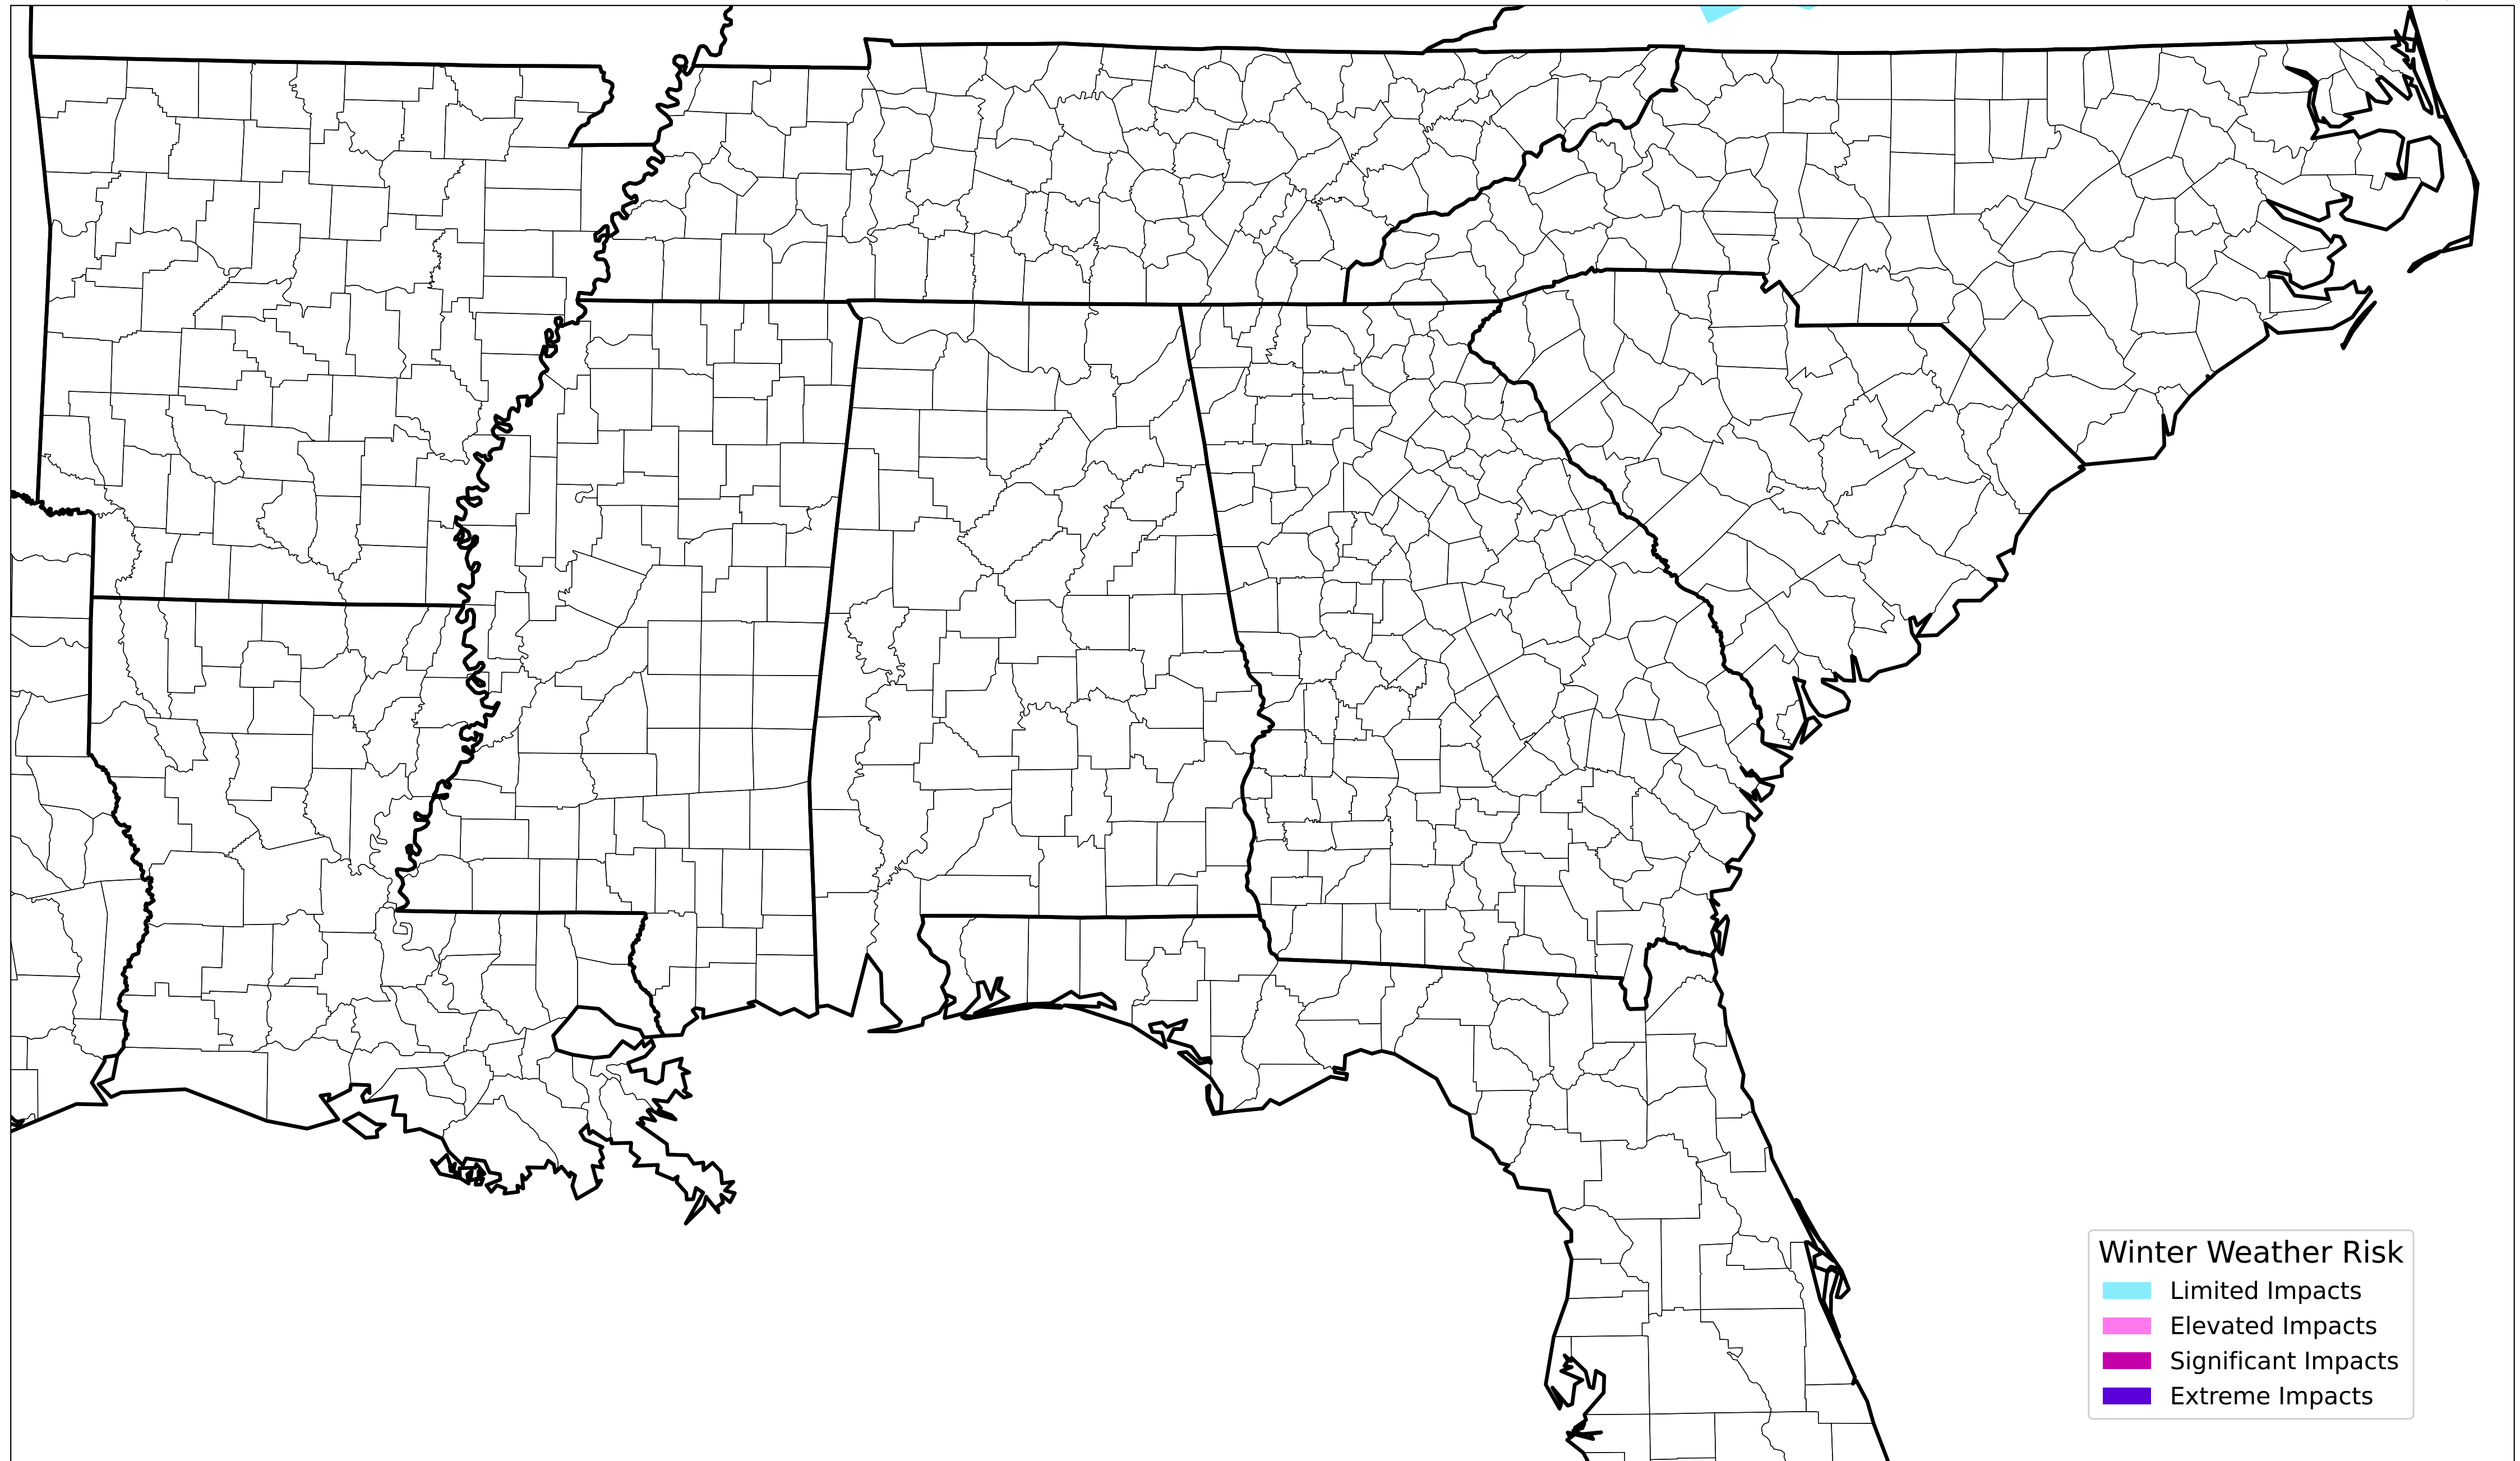 Winter Weather Risk
Limited Impacts
Elevated Impacts
Significant Impacts
Extreme Impacts